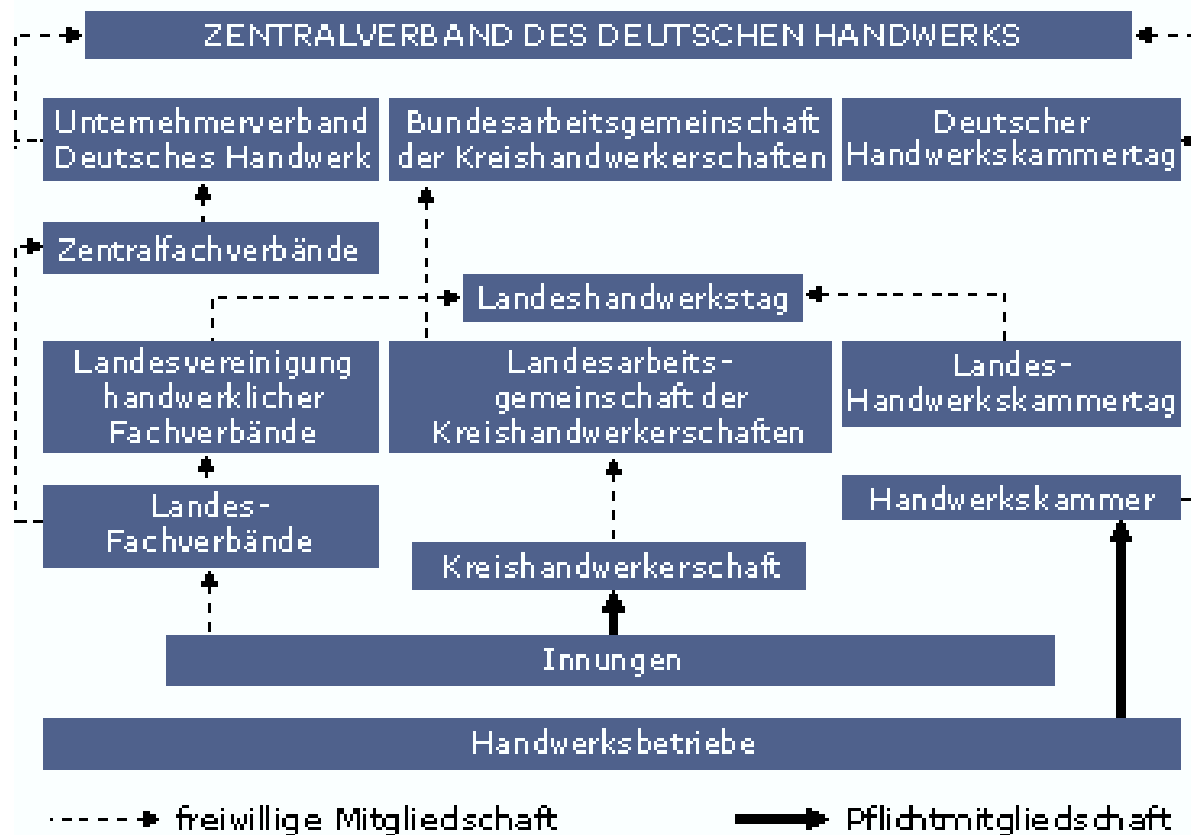 ZENTRALVERBAND DES DEUTSCHEN HANDWERKS
Unternehmerverband
Deutsches Handwerk
Bundesarbeitsgemeinschaft
der Kreishandwerkerschaften
Deutscher
Handwerkskammertag
Zentralfachverbände
Landeshandwerkstag
Landesvereinigung
handwerklicher
Fachverbände
Landesarbeits-
gemeinschaft der
Kreishandwerkerschaften
Landes-
Handwerkskammertag
Landes-
Fachverbände
Handwerkskammer
Kreishandwerkerschaft
Innungen
Handwerksbetriebe
freiwillige Mitgliedschaft
Pflichtmitgliedschaft